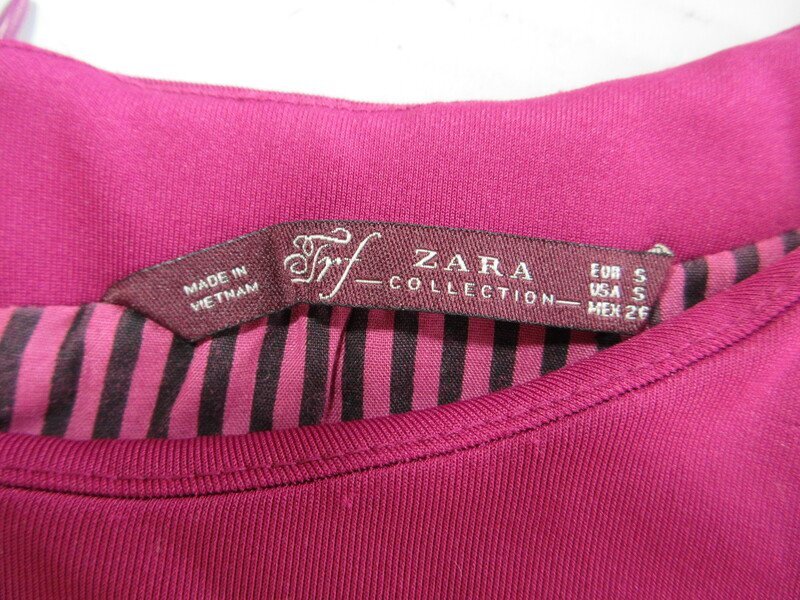 MADE IN
VIETNAM
Trf ZARA
COLLECTION
EUR S
USA S
MEX 26